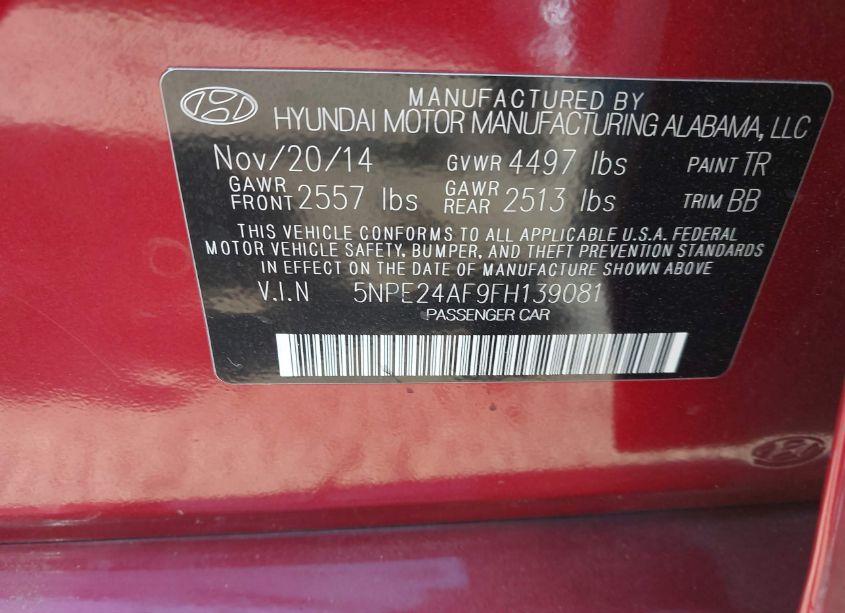 MANUFACTURED BY
HYUNDAI MOTOR MANUFACTURING ALABAMA, LLC
Nov/20/14 GVWR 4497 lbs PAINT TR
GAWR FRONT 2557 lbs GAWR REAR 2513 lbs TRIM BB
THIS VEHICLE CONFORMS TO ALL APPLICABLE U.S.A. FEDERAL
MOTOR VEHICLE SAFETY, BUMPER, AND THEFT PREVENTION STANDARDS
IN EFFECT ON THE DATE OF MANUFACTURE SHOWN ABOVE
V.I.N 5NPE24AF9FH139081
PASSENGER CAR